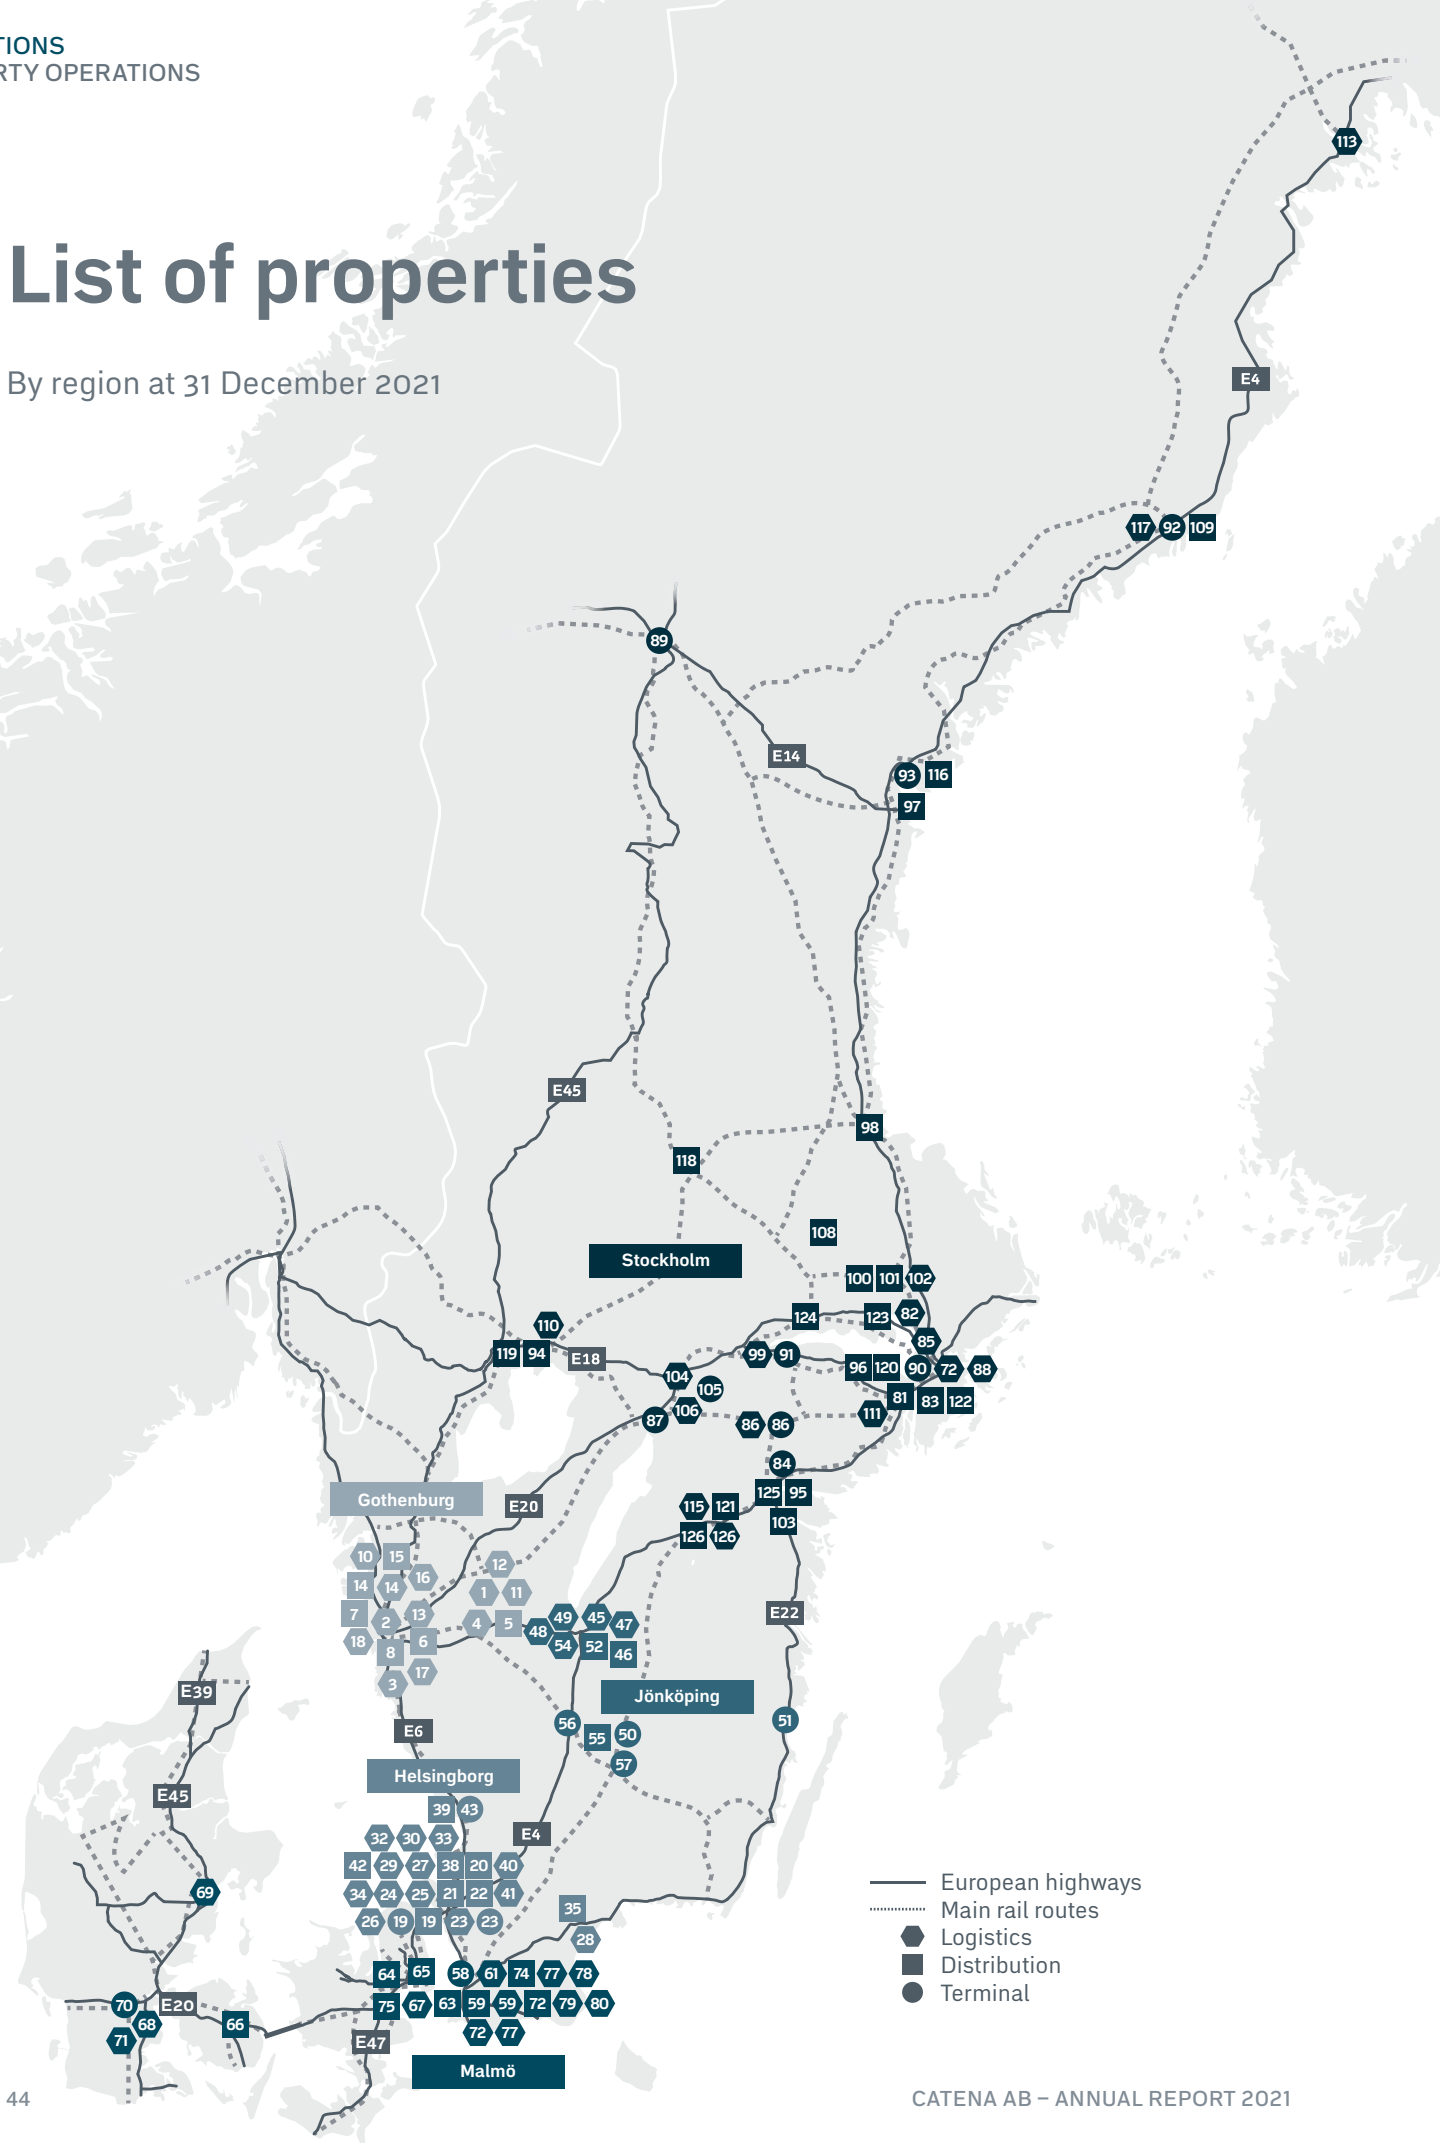 TIONS
RTY OPERATIONS
113
List of properties
By region at 31 December 2021
E4
117 92 109
89
E14
93 116
97
E45
98
118
108
Stockholm
100 101 102
124 123 82
110
85
119 94 E18 99 91
96 120 90 72 88
104
105
81 83 122
106
87 86 86 111
84
125 95
Gothenburg E20 115 121
103
126 126
10 15
12
16
14 14
1 11
7 2 13
4 5 48 49 45 47
18 8 6
54 52 46
E22
17
3
E39
Jönköping
E6
56 55 50 51
57
Helsingborg
E45
39 43
32 30 33 E4
42 29 27 38 20 40
34 24 25 21 22 41
69
35
26 19 19 23 23
28
64 65 58 61 74 77 78
75 67 63 59 59 72 79 80
70 E20
68 66
71
72 77
E47
Malmö
European highways
Main rail routes
Logistics
Distribution
Terminal
44
CATENA AB – ANNUAL REPORT 2021